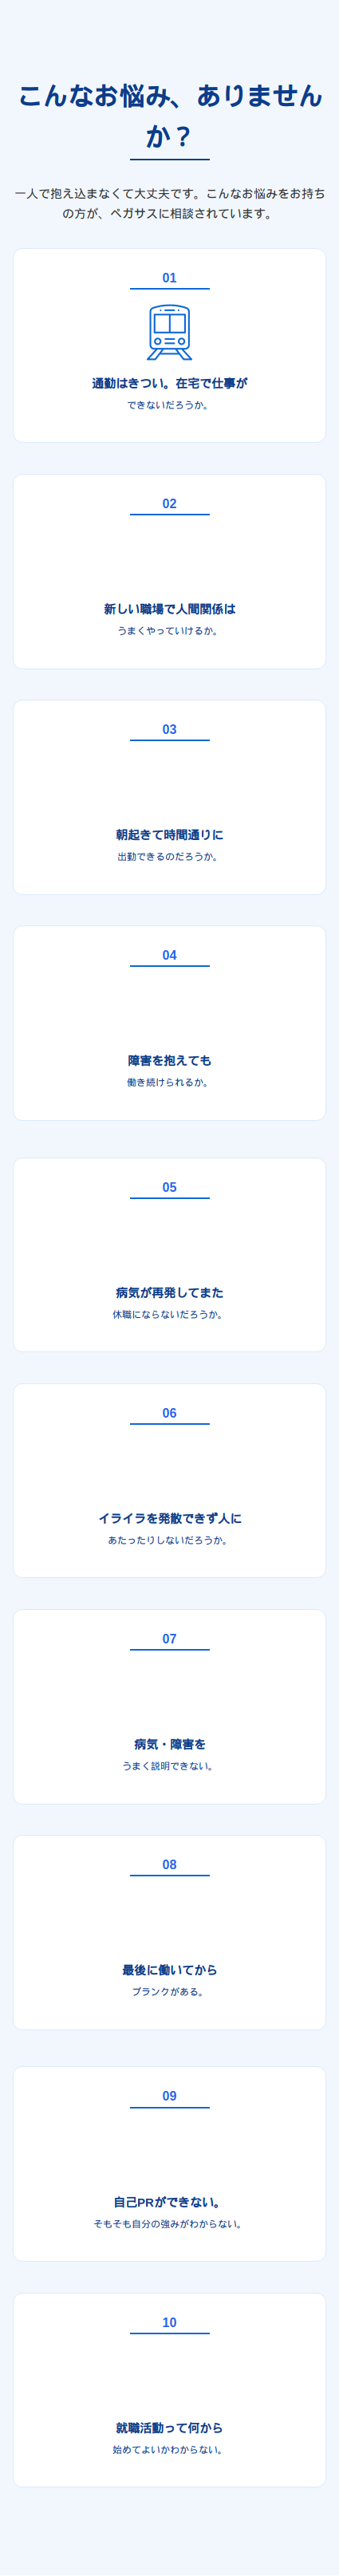 こんなお悩み、ありません
か？
一人で抱え込まなくて大丈夫です。こんなお悩みをお持ち
の方が、ペガサスに相談されています。
01
通勤はきつい。在宅で仕事が
できないだろうか。
02
新しい職場で人間関係は
うまくやっていけるか。
03
朝起きて時間通りに
出勤できるのだろうか。
04
障害を抱えても
働き続けられるか。
05
病気が再発してまた
休職にならないだろうか。
06
イライラを発散できず人に
あたったりしないだろうか。
07
病気・障害を
うまく説明できない。
08
最後に働いてから
ブランクがある。
09
自己PRができない。
そもそも自分の強みがわからない。
10
就職活動って何から
始めてよいかわからない。